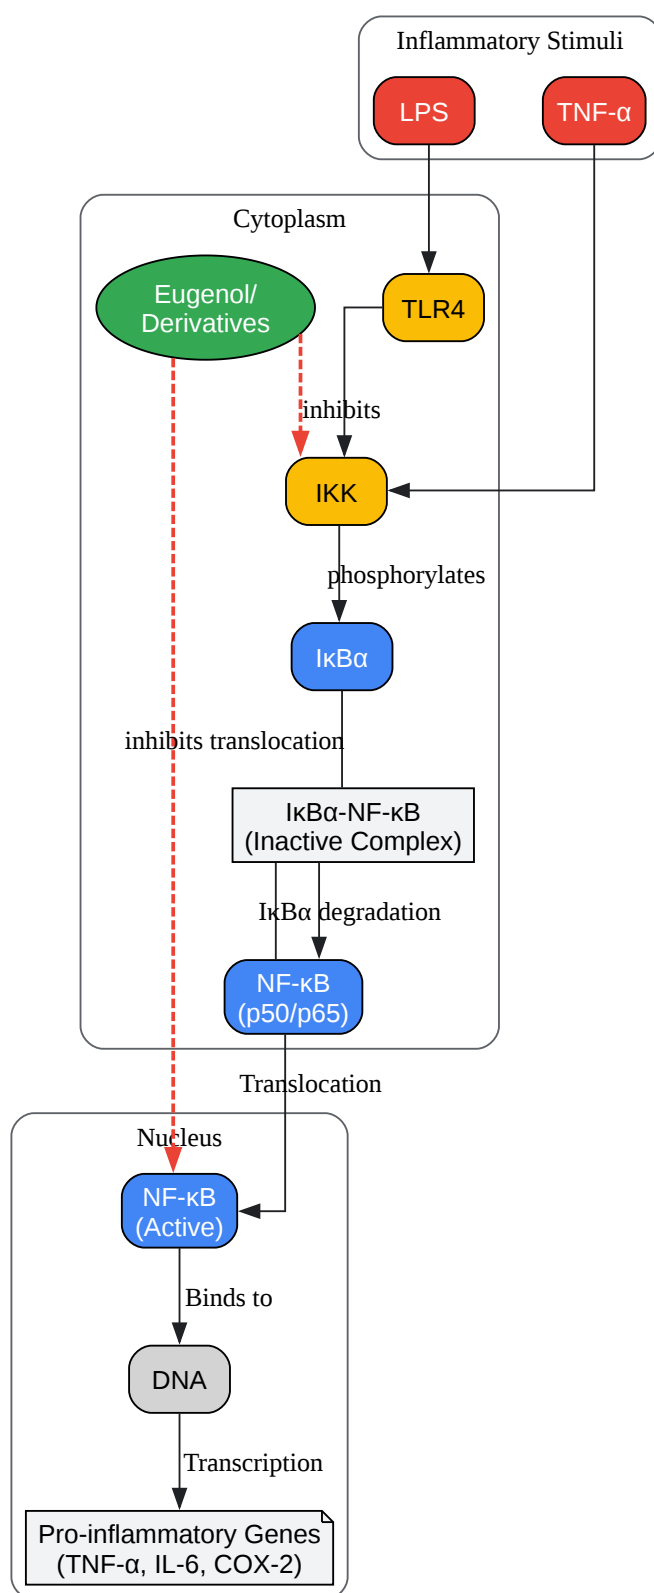 Inflammatory Stimuli
LPS
TNF-α
Cytoplasm
Eugenol/
Derivatives
TLR4
inhibits
IKK
phosphorylates
IκBα
inhibits translocation
IκBα-NF-κB
(Inactive Complex)
IκBα degradation
NF-κB
(p50/p65)
Translocation
Nucleus
NF-κB
(Active)
Binds to
DNA
Transcription
Pro-inflammatory Genes
(TNF-α, IL-6, COX-2)